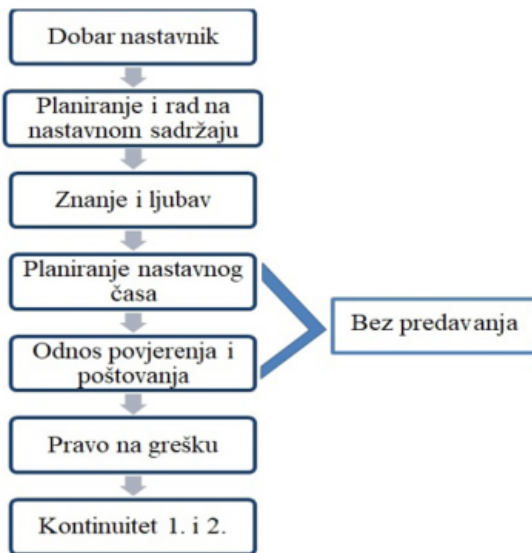 Dobar nastavnik
Planiranje i rad na
nastavnom sadržaju
Znanje i ljubav
Planiranje nastavnog
časa
Bez predavanja
Odnos povjerenja i
poštovanja
Pravo na grešku
Kontinuitet 1. i 2.